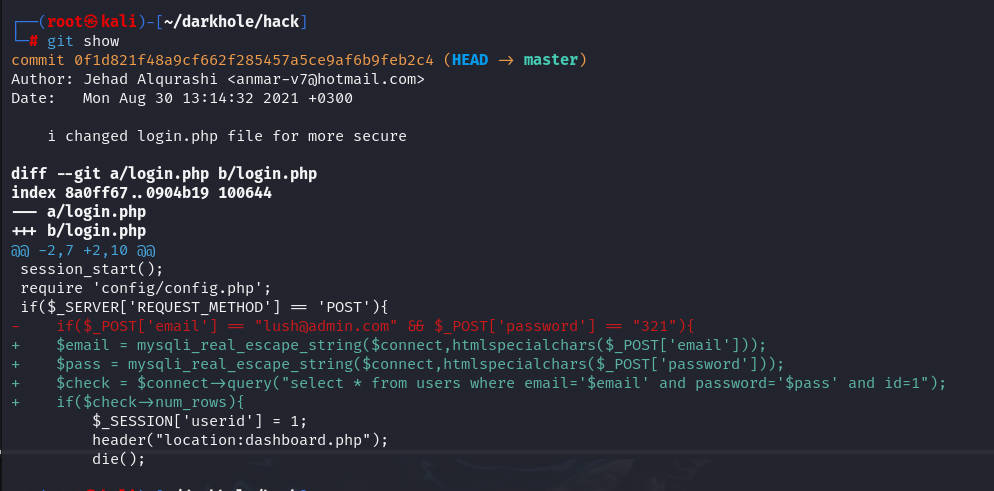 ┌──(root㉿kali)-[~/darkhole/hack]
└─# git show
commit 0f1d821f48a9cf662f285457a5ce9af6b9feb2c4 (HEAD -> master)
Author: Jehad Alqurashi <anmar-v7@hotmail.com>
Date:   Mon Aug 30 13:14:32 2021 +0300
    i changed login.php file for more secure
diff --git a/login.php b/login.php
index 8a0ff67..0904b19 100644
--- a/login.php
+++ b/login.php
@@ -2,7 +2,10 @@
 session_start();
 require 'config/config.php';
 if($_SERVER['REQUEST_METHOD'] == 'POST'){
-    if($_POST['email'] == "lush@admin.com" && $_POST['password'] == "321"){
+    $email = mysqli_real_escape_string($connect,htmlspecialchars($_POST['email']));
+    $pass = mysqli_real_escape_string($connect,htmlspecialchars($_POST['password']));
+    $check = $connect->query("select * from users where email='$email' and password='$pass' and id=1");
+    if($check->num_rows){
         $_SESSION['userid'] = 1;
         header("location:dashboard.php");
         die();